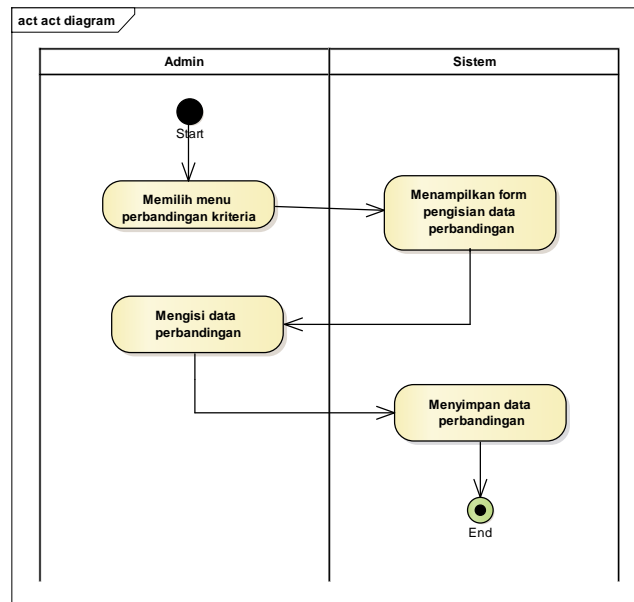 act act diagram
Admin
Sistem
Start
Memilih menu
perbandingan kriteria
Menampilkan form
pengisian data
perbandingan
Mengisi data
perbandingan
Menyimpan data
perbandingan
End